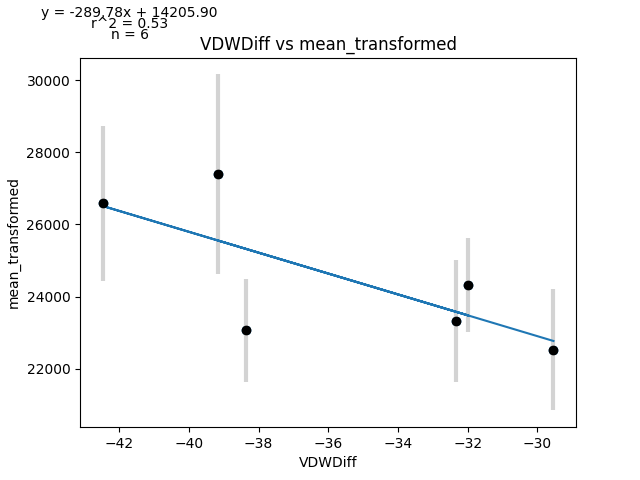 y = -289.78x + 14205.90
r^2 = 0.53
n = 6
VDWDiff vs mean_transformed
mean_transformed
30000
28000
26000
24000
22000
−42
−40
−38
−36
−34
−32
−30
VDWDiff